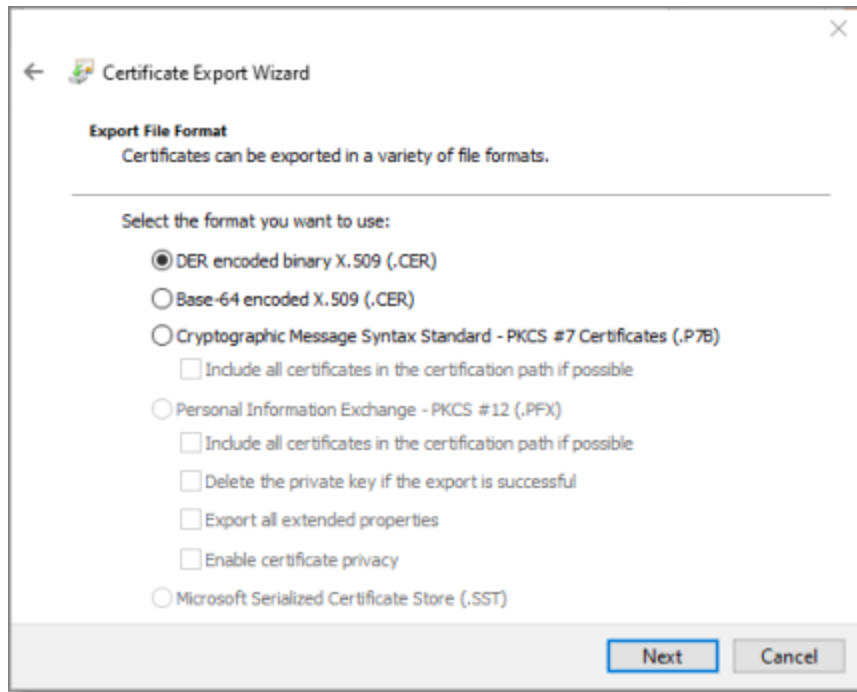 Certificate Export Wizard
Export File Format
Certificates can be exported in a variety of file formats.
Select the format you want to use:
DER encoded binary X.509 (.CER)
Base-64 encoded X.509 (.CER)
Cryptographic Message Syntax Standard - PKCS #7 Certificates (.P7B)
Include all certificates in the certification path if possible
Personal Information Exchange - PKCS #12 (.PFX)
Include all certificates in the certification path if possible
Delete the private key if the export is successful
Export all extended properties
Enable certificate privacy
Microsoft Serialized Certificate Store (.SST)
Next Cancel